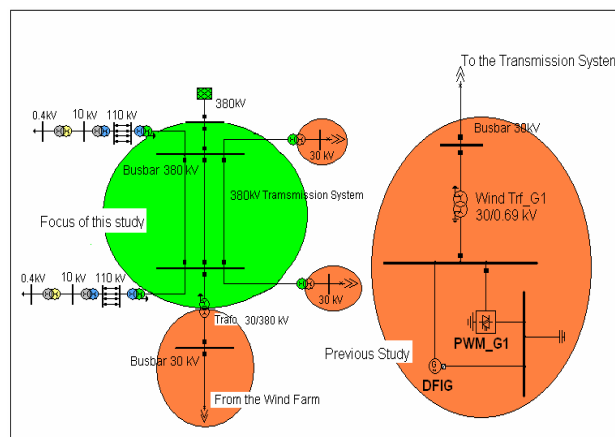 To the Transmission System
380kV
0.4kV
10 kV
110 kV
Busbar 30kV
30 kV
Busbar 380 kV
380kV Tramsmission System
Wind Trf_G1
30/0.69 kV
Focus of this study
0.4kV
10 kV
110 kV
30 kV
Trafo 30/380 kV
PWM_G1
Previous Study
Busbar 30 kV
DFIG
G
From the Wind Farm